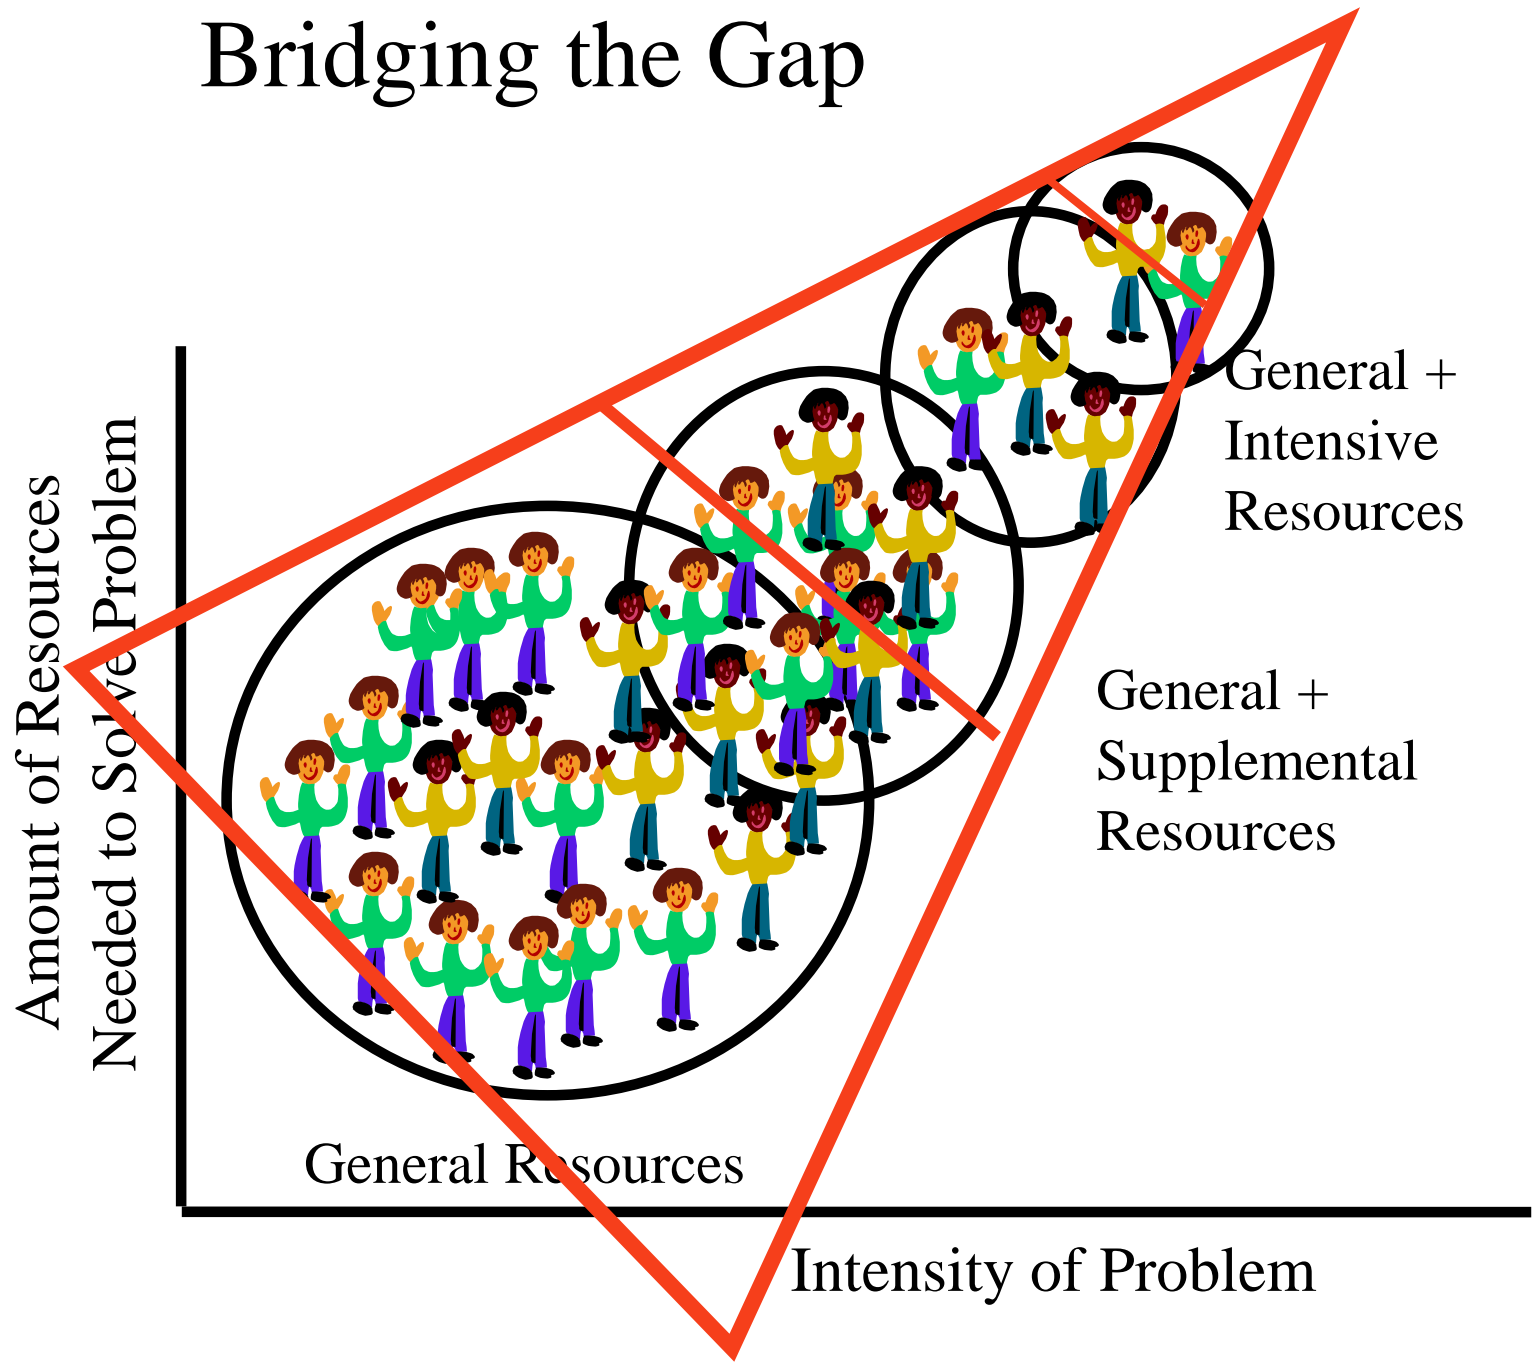 Bridging the Gap
Amount of Resources
Needed to Solve Problem
General +
Intensive
Resources
General +
Supplemental
Resources
General Resources
Intensity of Problem